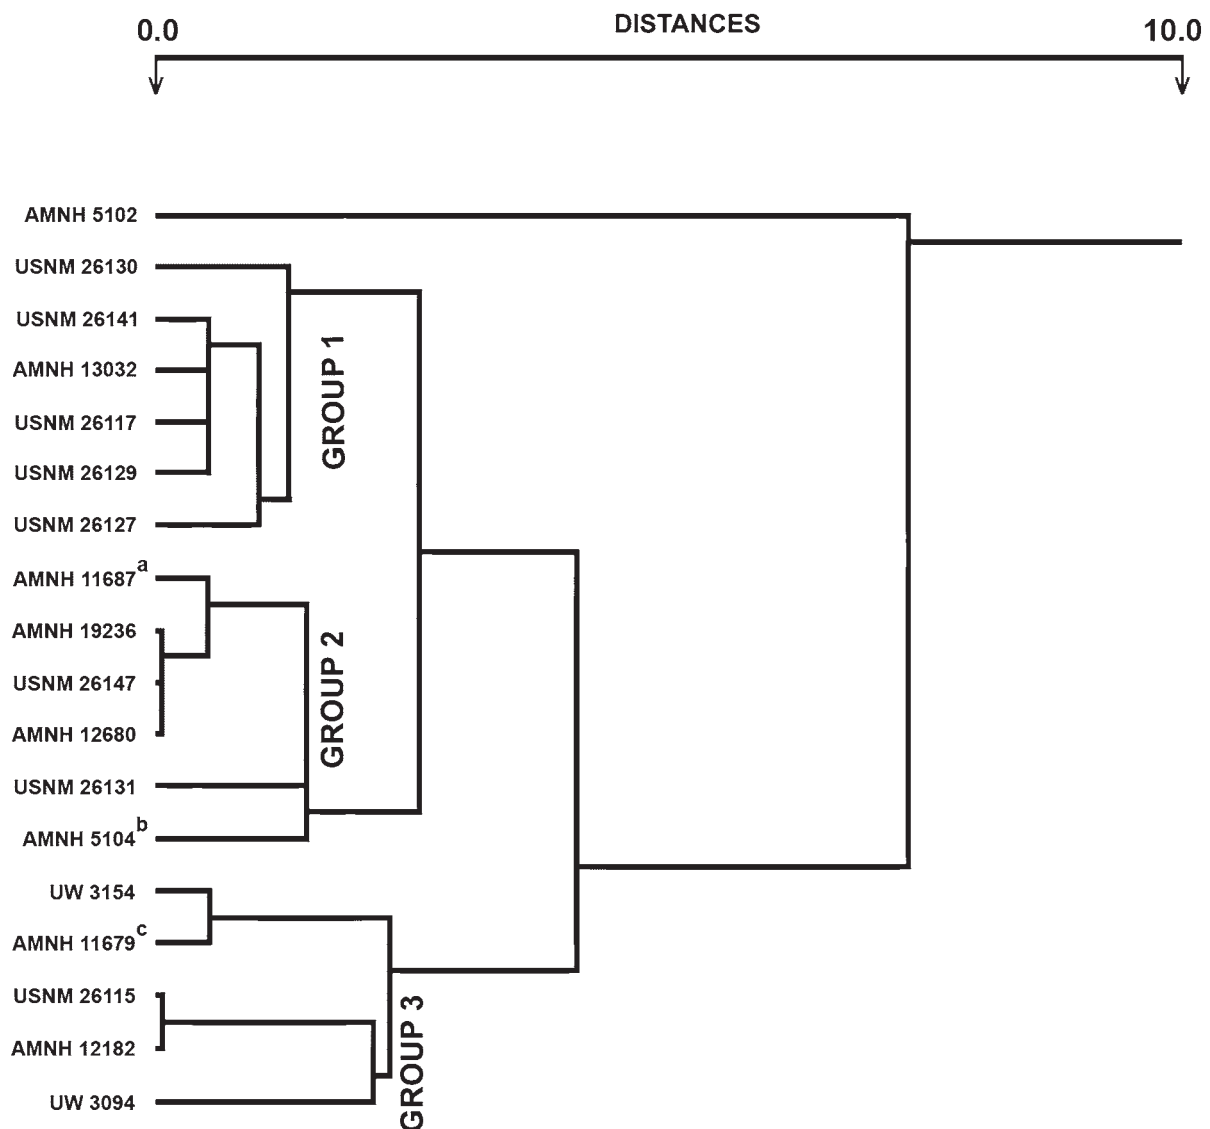 DISTANCES
0.0 10.0
AMNH 5102
USNM 26130
USNM 26141
AMNH 13032
USNM 26117
USNM 26129
USNM 26127
GROUP 1
AMNH 11687a
AMNH 19236
USNM 26147
AMNH 12680
USNM 26131
AMNH 5104b
GROUP 2
UW 3154
AMNH 11679c
USNM 26115
AMNH 12182
UW 3094
GROUP 3